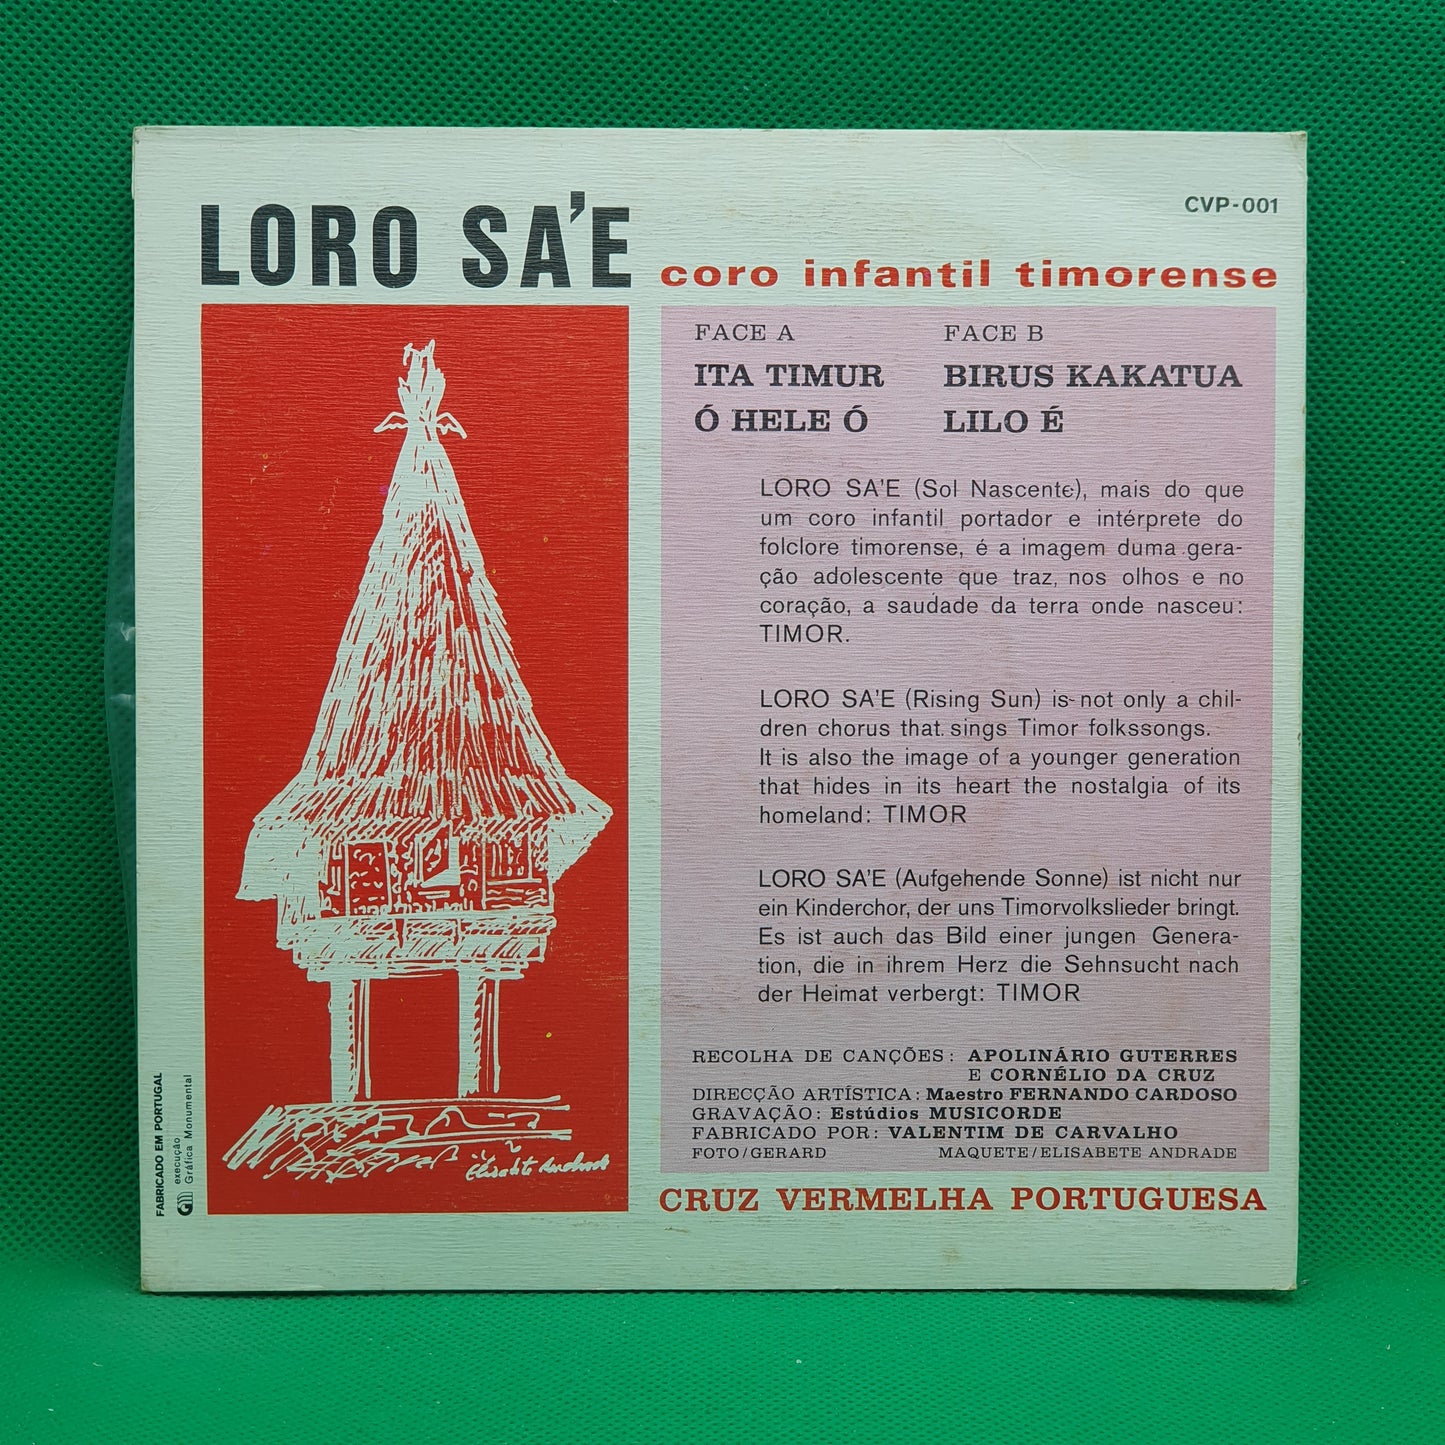 CVP-001
LORO SA'E
coro infantil timorense
FACE A
ITA TIMUR
Ó HELE Ó
FACE B
BIRUS KAKATUA
LILO É
LORO SA'E (Sol Nascente), mais do que
um coro infantil portador e intérprete do
folclore timorense, é a imagem duma gera-
ção adolescente que traz, nos olhos e no
coração, a saudade da terra onde nasceu:
TIMOR.
LORO SA'E (Rising Sun) is not only a chil-
dren chorus that sings Timor folkssongs.
It is also the image of a younger generation
that hides in its heart the nostalgia of its
homeland: TIMOR
LORO SA'E (Aufgehende Sonne) ist nicht nur
ein Kinderchor, der uns Timorvolkslieder bringt.
Es ist auch das Bild einer jungen Genera-
tion, die in ihrem Herz die Sehnsucht nach
der Heimat verbergt: TIMOR
RECOLHA DE CANÇÕES: APOLINÁRIO GUTERRES
E CORNÉLIO DA CRUZ
DIRECÇÃO ARTÍSTICA: Maestro FERNANDO CARDOSO
GRAVAÇÃO: Estúdios MUSICORDE
FABRICADO POR: VALENTIM DE CARVALHO
FOTO/GERARD MAQUETE/ELISABETE ANDRADE
CRUZ VERMELHA PORTUGUESA
Elisabete Andrade
FABRICADO EM PORTUGAL
execução
Gráfica Monumental